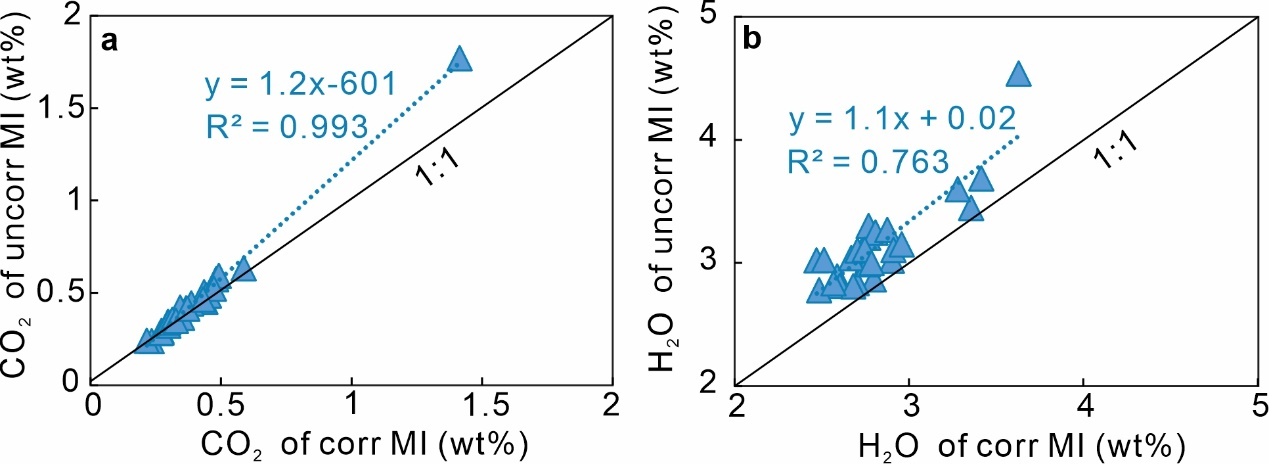 a
CO₂ of uncorr MI (wt%)
2
1.5
1
0.5
0
y = 1.2x-601
R² = 0.993
1:1
0 0.5 1 1.5 2
CO₂ of corr MI (wt%)
b
H₂O of uncorr MI (wt%)
5
4
3
2
y = 1.1x + 0.02
R² = 0.763
1:1
2 3 4 5
H₂O of corr MI (wt%)